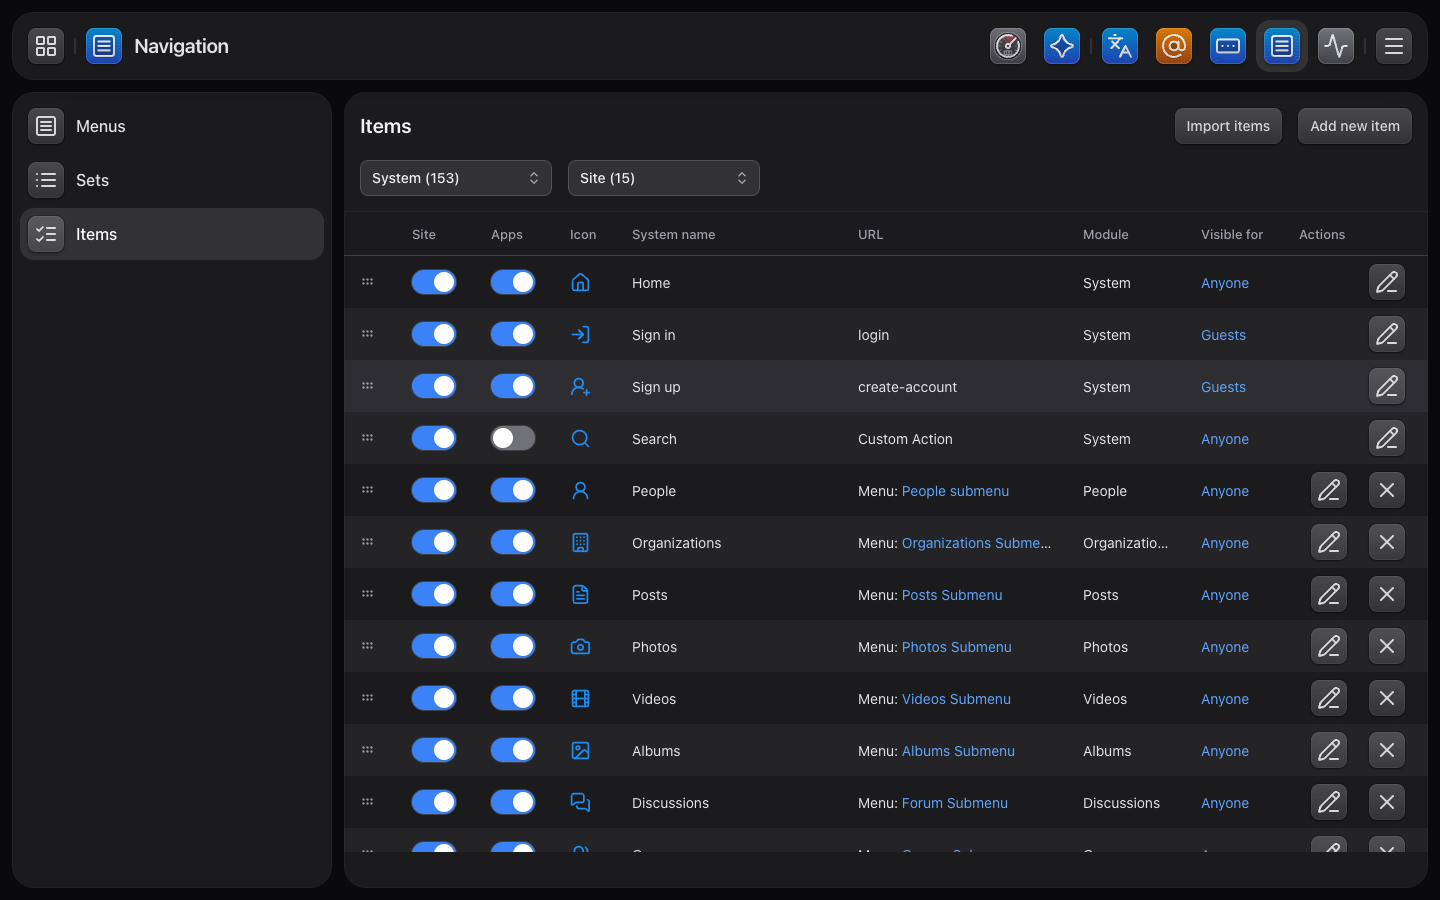 Navigation
Menus
Sets
Items
Items
Import items
Add new item
System (153)
Site (15)
Site Apps Icon System name URL Module Visible for Actions
Home System Anyone
Sign in login System Guests
Sign up create-account System Guests
Search Custom Action System Anyone
People Menu: People submenu People Anyone
Organizations Menu: Organizations Subme... Organizatio... Anyone
Posts Menu: Posts Submenu Posts Anyone
Photos Menu: Photos Submenu Photos Anyone
Videos Menu: Videos Submenu Videos Anyone
Albums Menu: Albums Submenu Albums Anyone
Discussions Menu: Forum Submenu Discussions Anyone